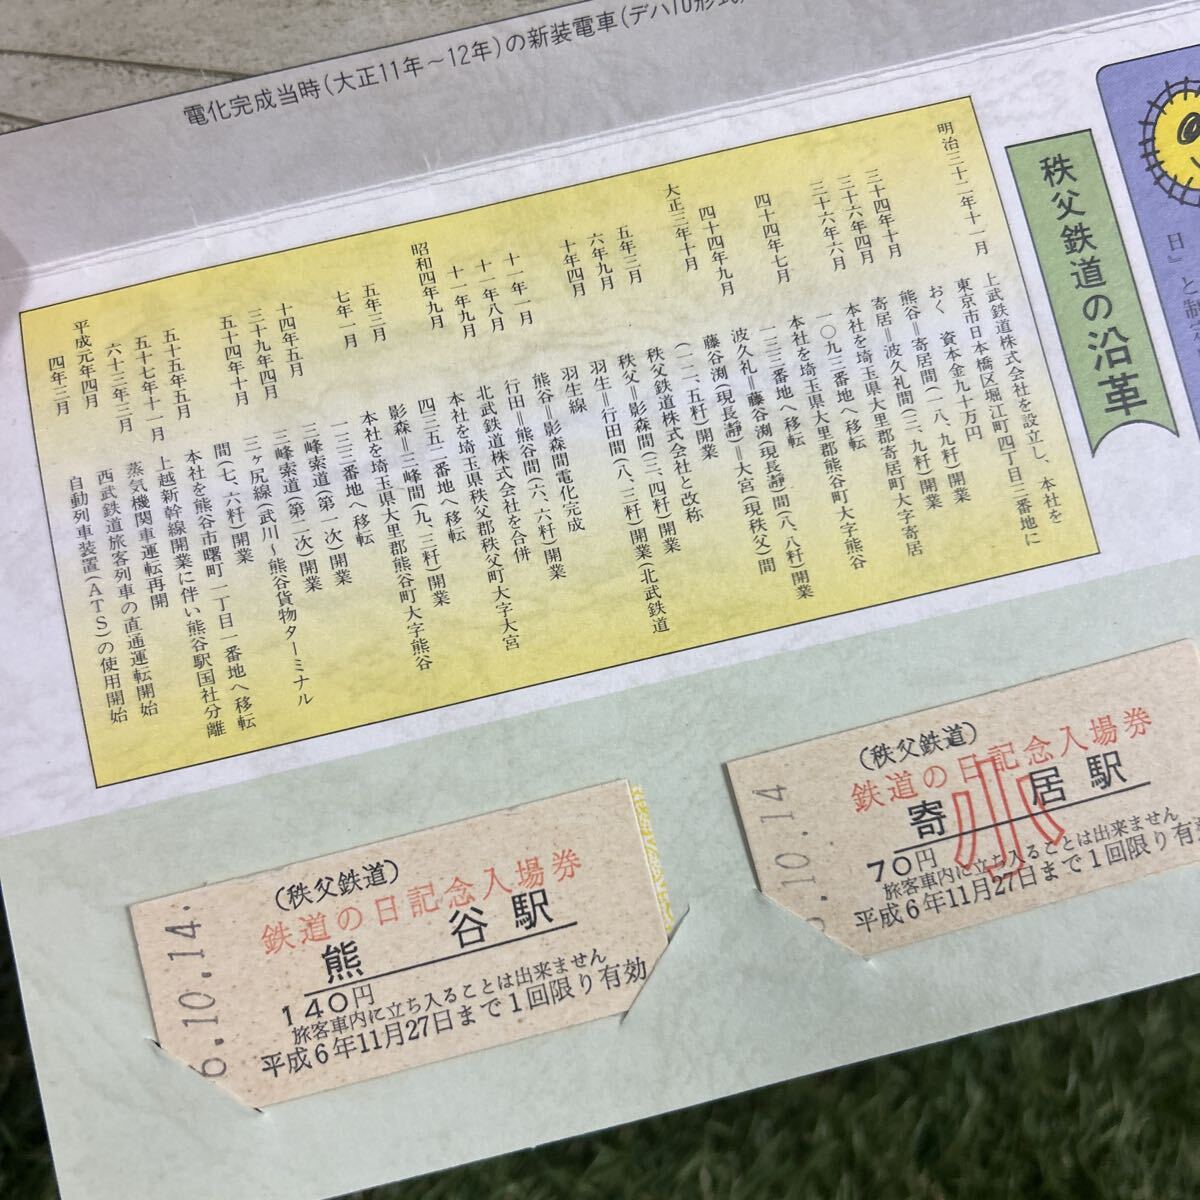 電化完成当時(大正11年～12年)の新装電車(デハ10形式)
日』と制
秩父鉄道の沿革
明治三十二年十一月　上武鉄道株式会社を設立し、本社を
東京市日本橋区堀江町四丁目三番地に
おく　資本金九十万円
三十四年十月　熊谷＝寄居間(一八、九粁)開業
三十六年四月　寄居＝波久礼間(三、九粁)開業
三十六年六月　本社を埼玉県大里郡寄居町大字寄居
一〇九二番地へ移転
四十四年七月　本社を埼玉県大里郡熊谷町大字熊谷
一三三番地へ移転
四十四年九月　波久礼＝藤谷渕(現長瀞)間(八、八粁)開業
大正三年十月　藤谷渕(現長瀞)＝大宮(現秩父)間
(一二、五粁)開業
五年三月　秩父鉄道株式会社と改称
六年九月　秩父＝影森間(三、四粁)開業
十年四月　羽生＝行田間(八、三粁)開業(北武鉄道
羽生線
十一年一月　熊谷＝影森間電化完成
十一年八月　行田＝熊谷間(六、六粁)開業
十一年九月　北武鉄道株式会社を合併
昭和四年九月　本社を埼玉県秩父郡秩父町大字大宮
四三五二番地へ移転
五年三月　影森＝三峰間(九、三粁)開業
七年一月　本社を埼玉県大里郡熊谷町大字熊谷
一三三番地へ移転
十四年五月　三峰索道(第一次)開業
三十九年四月　三峰索道(第二次)開業
五十四年十月　三ヶ尻線(武川～熊谷貨物ターミナル
間(七、六粁)開業
五十五年五月　本社を熊谷市曙町一丁目一番地へ移転
五十七年十一月　上越新幹線開業に伴い熊谷駅国社分離
六十三年三月　蒸気機関車運転再開
平成元年四月　西武鉄道旅客列車の直通運転開始
四年三月　自動列車装置(ATS)の使用開始
6.10.14.
(秩父鉄道)
鉄道の日記念入場券
熊　谷駅
140円
旅客車内に立ち入ることは出来ません
平成6年11月27日まで1回限り有効
6.10.14
(秩父鉄道)
鉄道の日記念入場券
寄　居駅
小
70円
旅客車内に立ち入ることは出来ません
平成6年11月27日まで1回限り有効